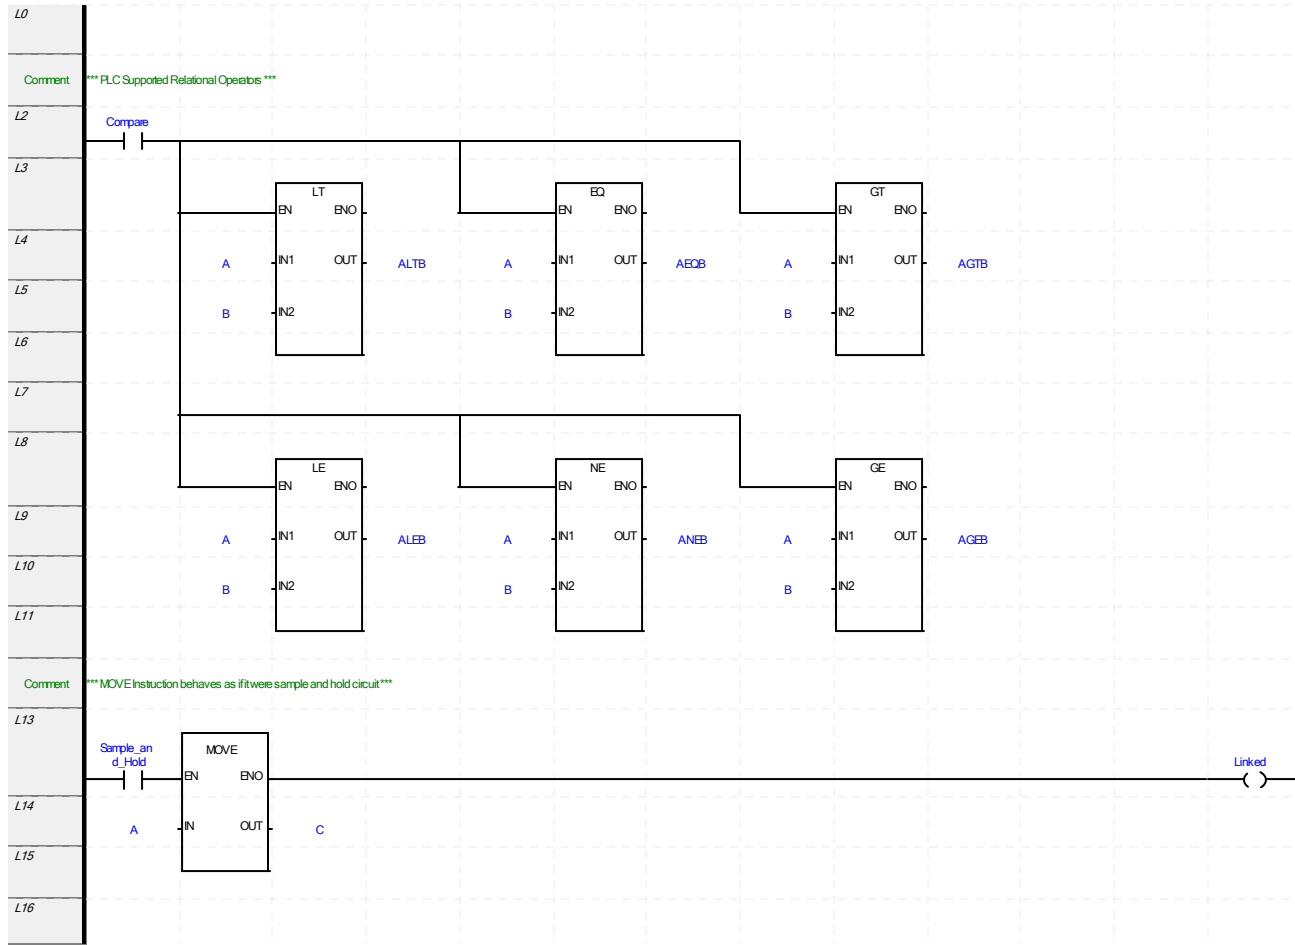 L0
Comment *** PLC Supported Relational Operators ***
L2
Compare
L3
LT EQ GT
EN ENO EN ENO EN ENO
L4
A IN1 OUT ALTB A IN1 OUT AEQB A IN1 OUT AGTB
L5
B IN2 B IN2 B IN2
L6
L7
L8
LE NE GE
EN ENO EN ENO EN ENO
L9
A IN1 OUT ALEB A IN1 OUT ANEB A IN1 OUT AGEB
L10
B IN2 B IN2 B IN2
L11
Comment *** MOVE Instruction behaves as if it were sample and hold circuit ***
L13
Sample_an
d_Hold
MOVE
Linked
EN ENO
L14
A IN OUT C
L15
L16